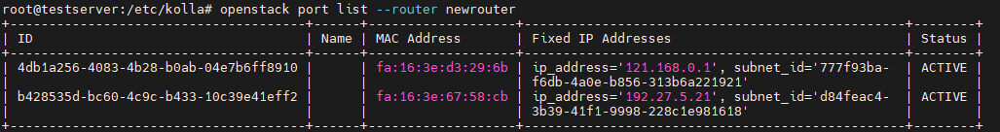 root@testserver:/etc/kolla# openstack port list --router newrouter
+--------------------------------------+------+-------------------+-----------------------------------------------+--------+
| ID | Name | MAC Address | Fixed IP Addresses | Status |
+--------------------------------------+------+-------------------+-----------------------------------------------+--------+
| 4db1a256-4083-4b28-b0ab-04e7b6ff8910 | | fa:16:3e:d3:29:6b | ip_address='121.168.0.1', subnet_id='777f93ba- | ACTIVE |
| | | | f6db-4a0e-b856-313b6a221921' | |
| b428535d-bc60-4c9c-b433-10c39e41eff2 | | fa:16:3e:67:58:cb | ip_address='192.27.5.21', subnet_id='d84feac4- | ACTIVE |
| | | | 3b39-41f1-9998-228c1e981618' | |
+--------------------------------------+------+-------------------+-----------------------------------------------+--------+